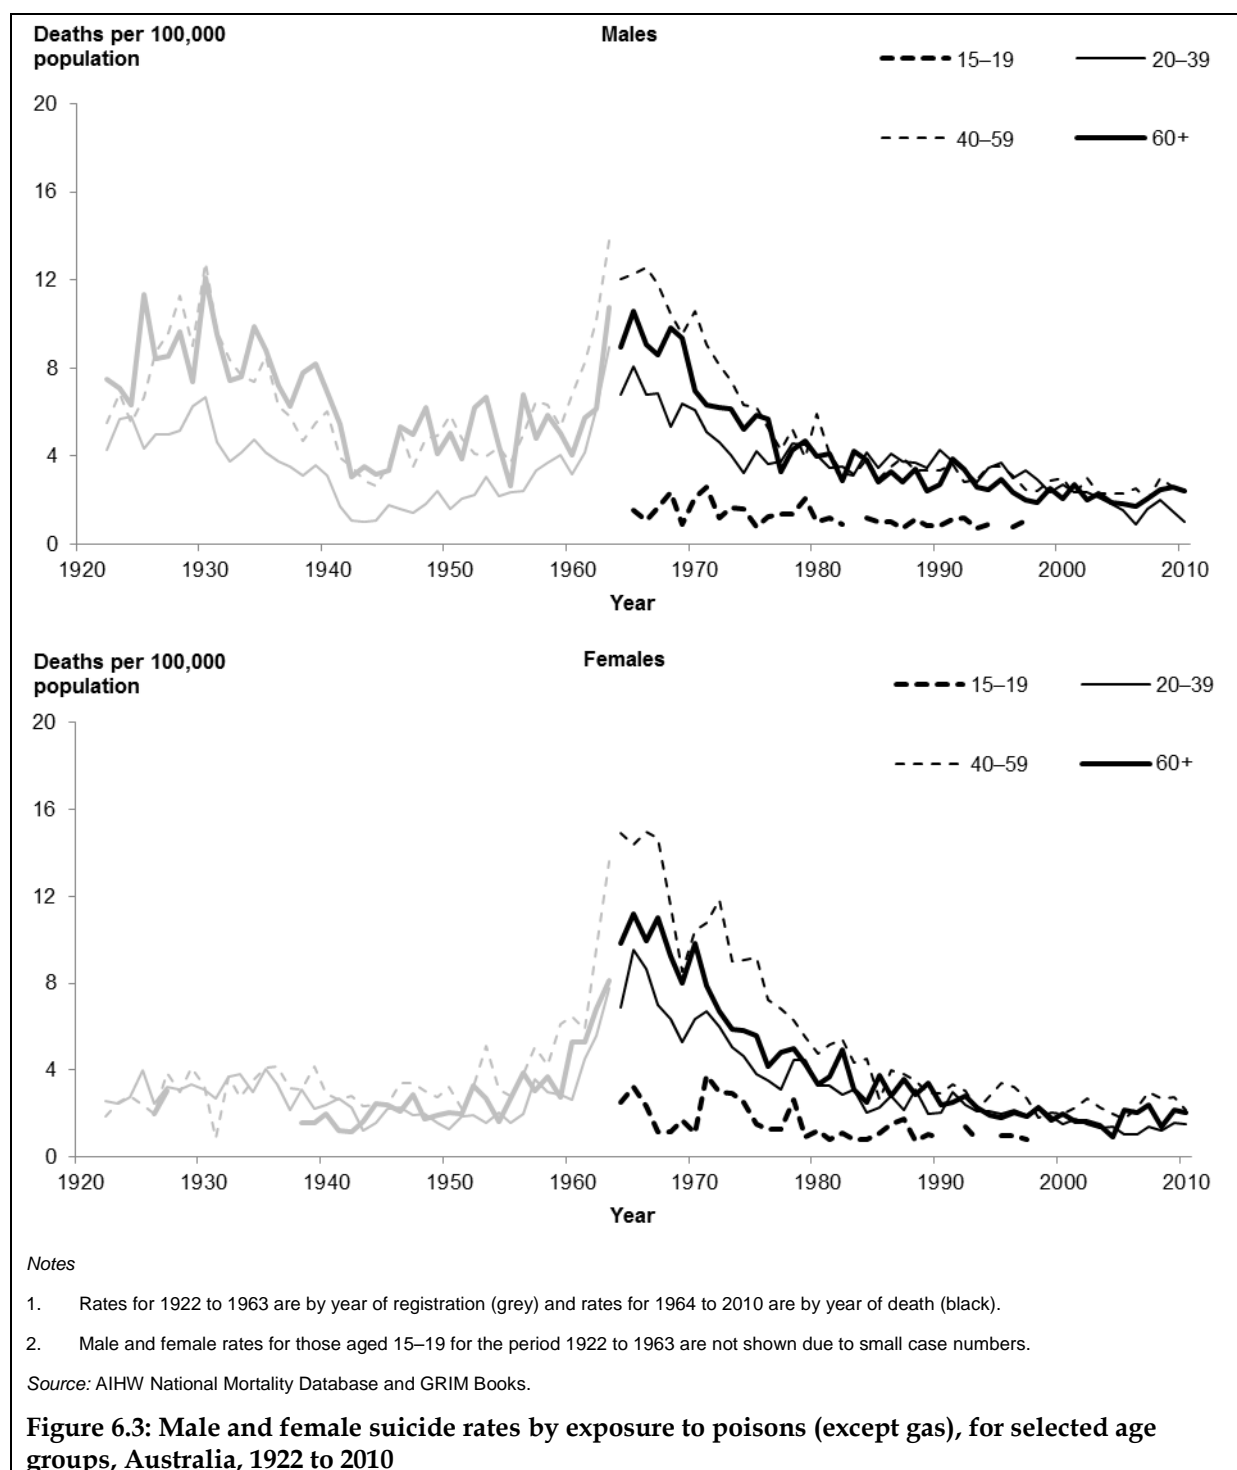 Deaths per 100,000
population
Males
15–19
20–39
40–59
60+
20
16
12
8
4
0
1920 1930 1940 1950 1960 1970 1980 1990 2000 2010
Year
Deaths per 100,000
population
Females
15–19
20–39
40–59
60+
20
16
12
8
4
0
1920 1930 1940 1950 1960 1970 1980 1990 2000 2010
Year
Notes
1. Rates for 1922 to 1963 are by year of registration (grey) and rates for 1964 to 2010 are by year of death (black).
2. Male and female rates for those aged 15–19 for the period 1922 to 1963 are not shown due to small case numbers.
Source: AIHW National Mortality Database and GRIM Books.
Figure 6.3: Male and female suicide rates by exposure to poisons (except gas), for selected age
groups, Australia, 1922 to 2010